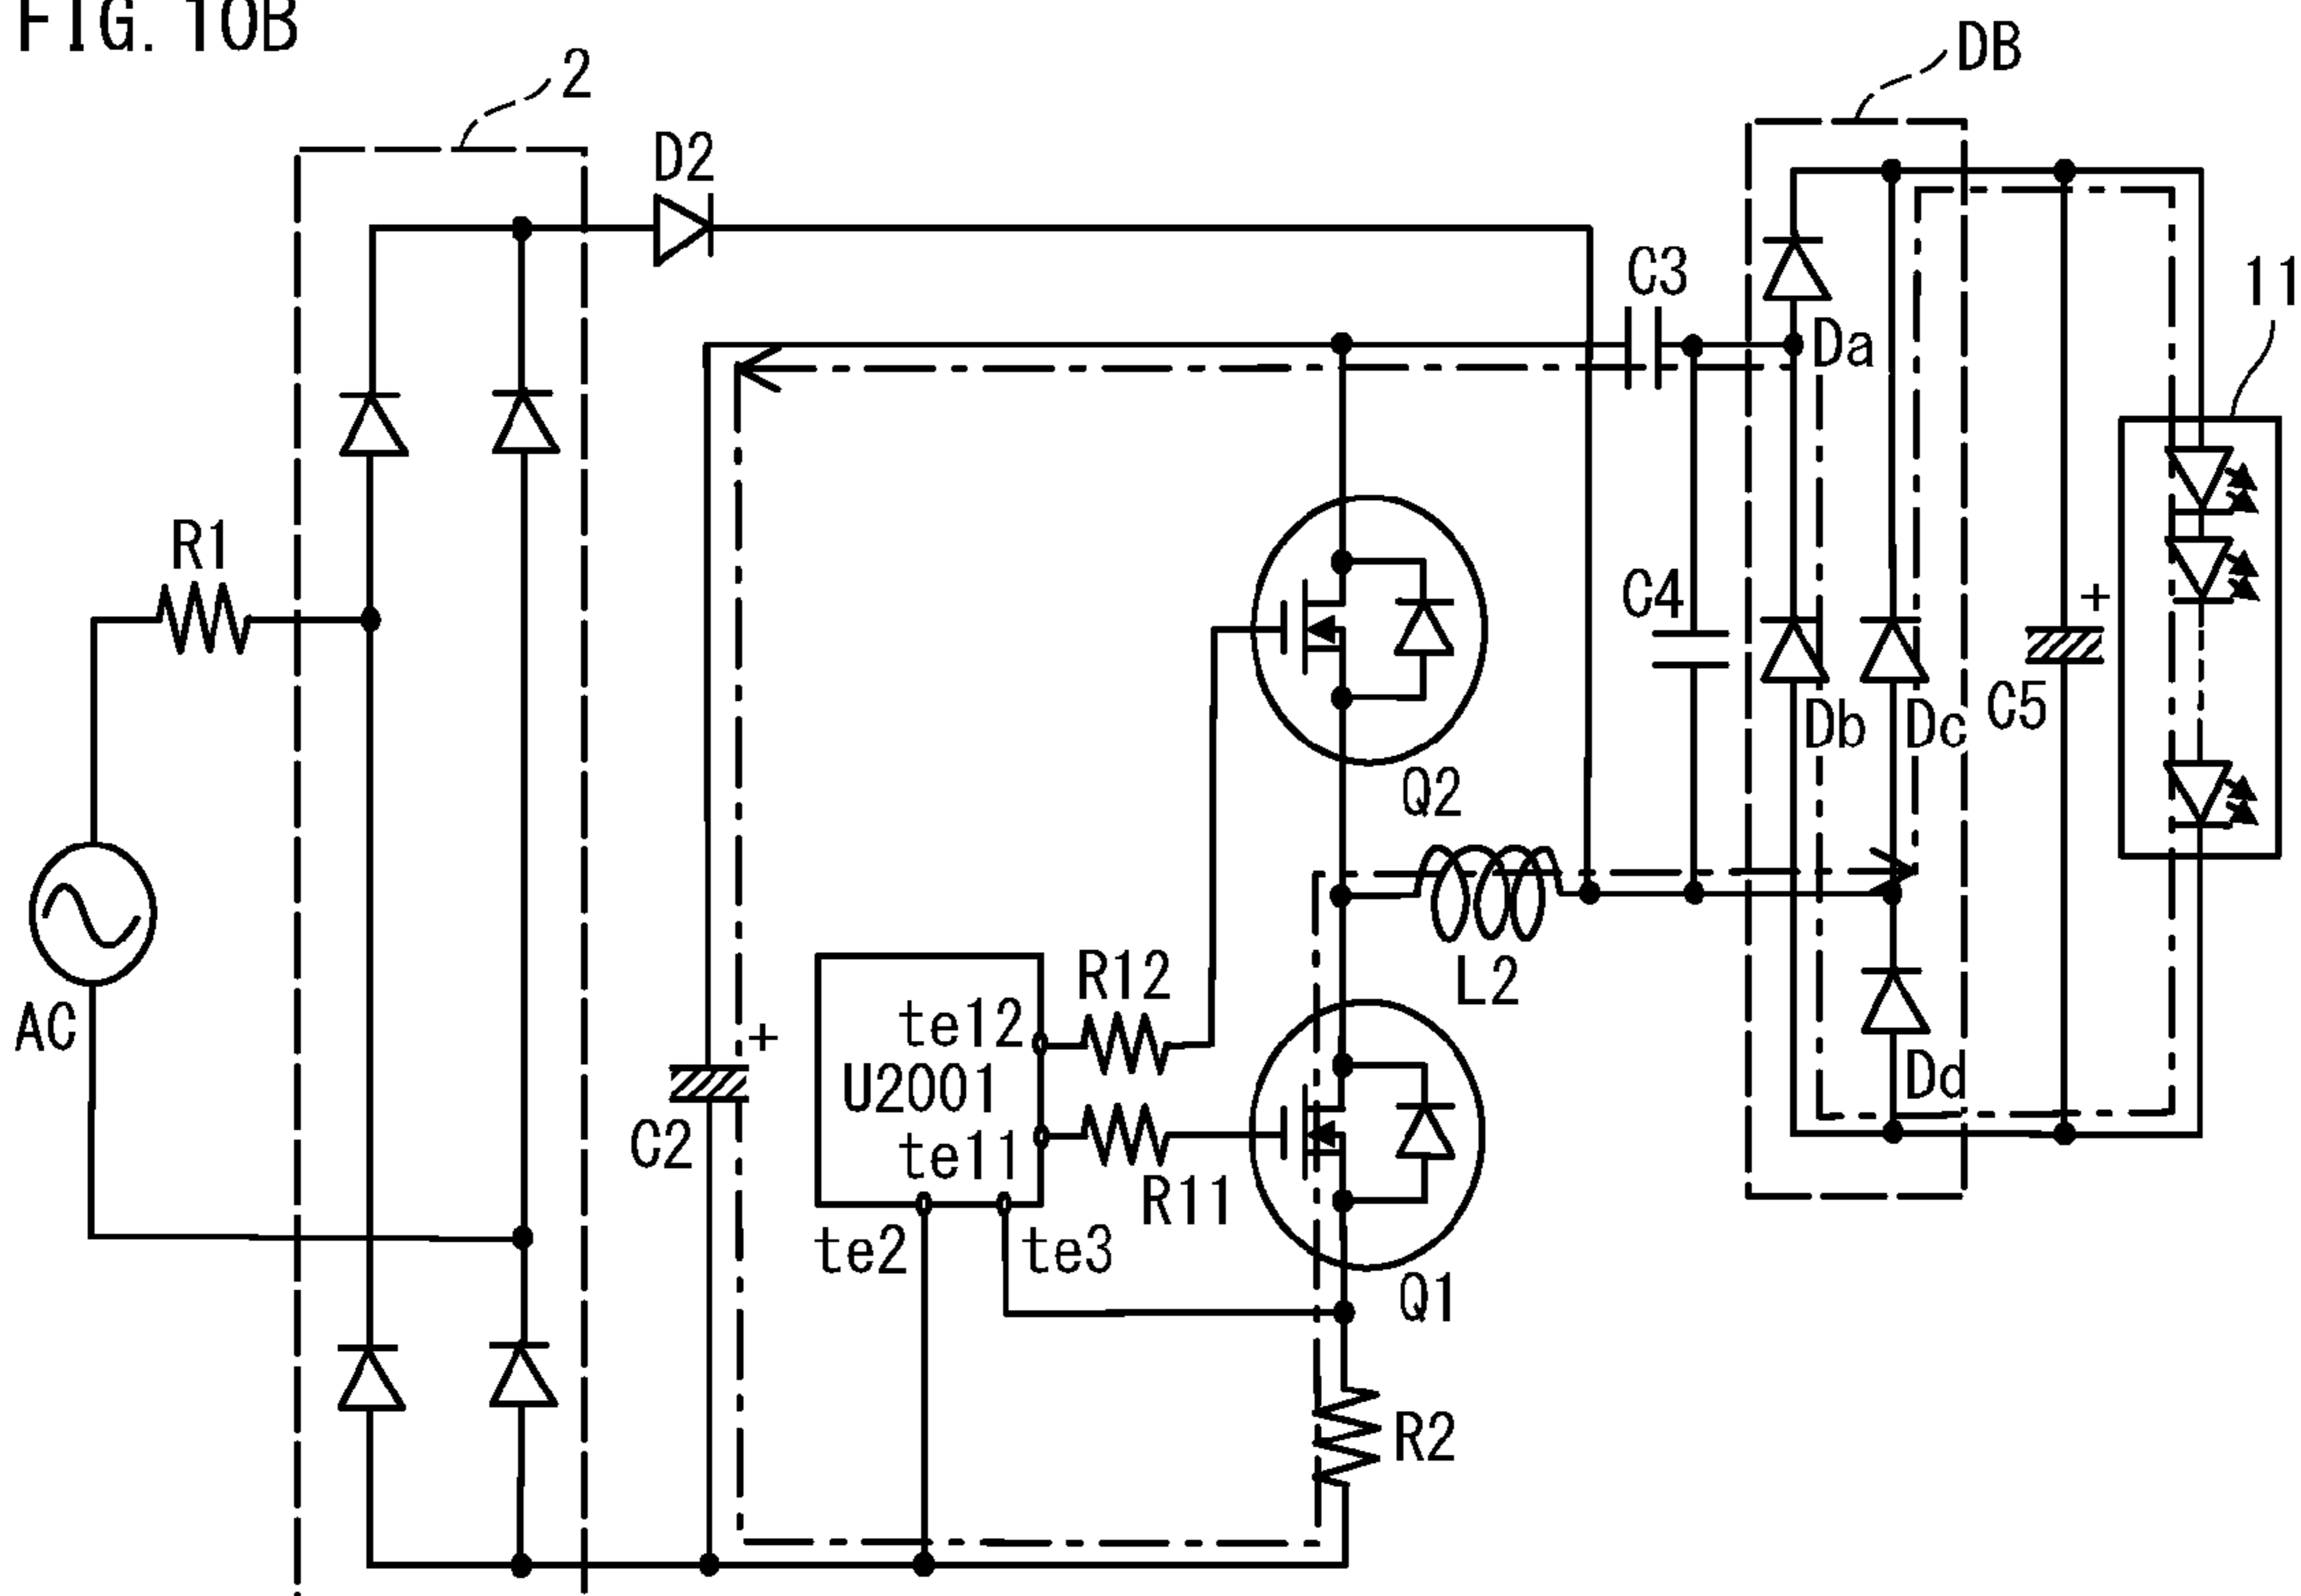 FIG. 10B
2
DB
D2
C3
Da
11
R1
C4
+
Db
Dc
C5
Q2
L2
AC
R12
te12
+
U2001
C2
te11
R11
Dd
te2
te3
Q1
R2